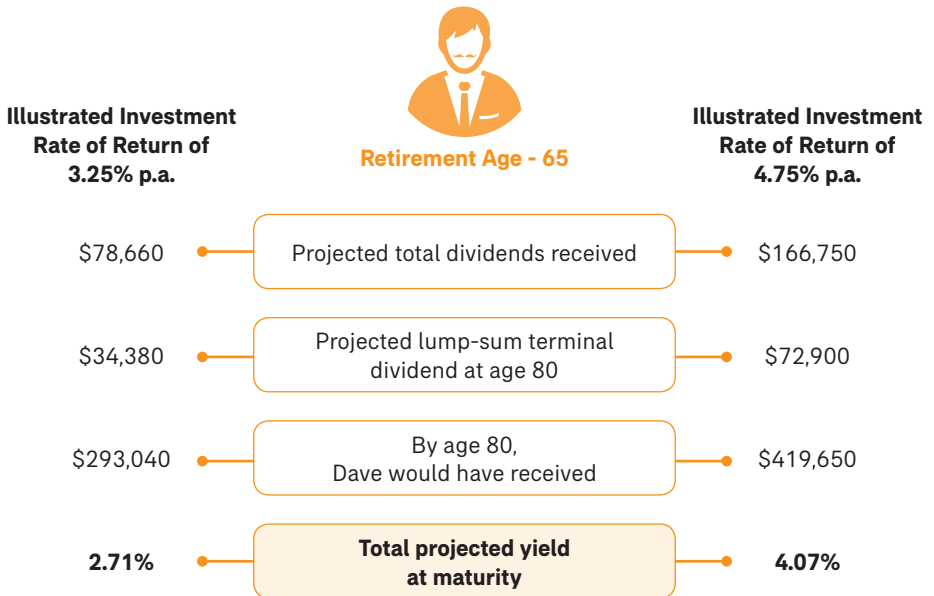 Illustrated Investment
Rate of Return of
3.25% p.a.
Retirement Age - 65
Illustrated Investment
Rate of Return of
4.75% p.a.
$78,660
Projected total dividends received
$166,750
$34,380
Projected lump-sum terminal
dividend at age 80
$72,900
$293,040
By age 80,
Dave would have received
$419,650
2.71%
Total projected yield
at maturity
4.07%